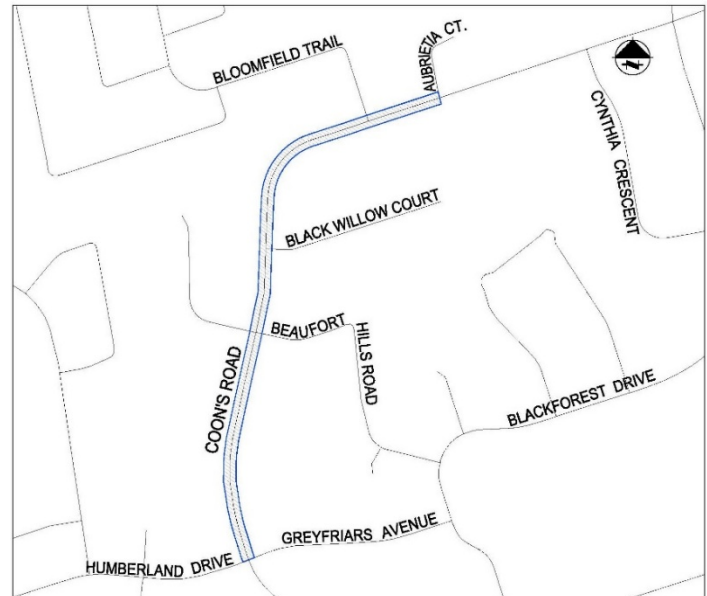 BLOOMFIELD TRAIL
AUBRIETIA CT.
CYNTHIA CRESCENT
BLACK WILLOW COURT
BEAUFORT
HILLS ROAD
COON'S ROAD
BLACKFOREST DRIVE
GREYFRIARS AVENUE
HUMBERLAND DRIVE